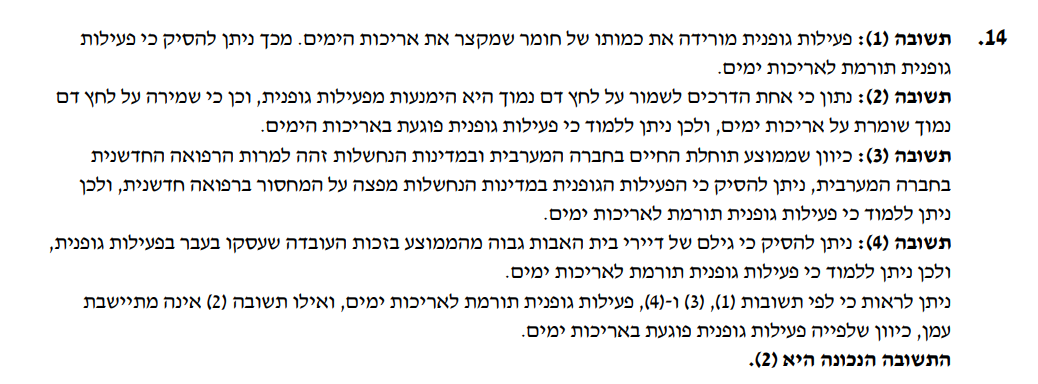 14. תשובה (1): פעילות גופנית מורידה את כמותו של חומר שמקצר את אריכות הימים. מכך ניתן להסיק כי פעילות
גופנית תורמת לאריכות ימים.
תשובה (2): נתון כי אחת הדרכים לשמור על לחץ דם נמוך היא הימנעות מפעילות גופנית, וכן כי שמירה על לחץ דם
נמוך שומרת על אריכות ימים, ולכן ניתן ללמוד כי פעילות גופנית פוגעת באריכות הימים.
תשובה (3): כיוון שממוצע תוחלת החיים בחברה המערבית ובמדינות הנחשלות זהה למרות הרפואה החדשנית
בחברה המערבית, ניתן להסיק כי הפעילות הגופנית במדינות הנחשלות מפצה על המחסור ברפואה חדשנית, ולכן
ניתן ללמוד כי פעילות גופנית תורמת לאריכות ימים.
תשובה (4): ניתן להסיק כי גילם של דיירי בית האבות גבוה מהממוצע בזכות העובדה שעסקו בעבר בפעילות גופנית,
ולכן ניתן ללמוד כי פעילות גופנית תורמת לאריכות ימים.
ניתן לראות כי לפי תשובות (1), (3) ו-(4), פעילות גופנית תורמת לאריכות ימים, ואילו תשובה (2) אינה מתיישבת
עמן, כיוון שלפייה פעילות גופנית פוגעת באריכות ימים.
התשובה הנכונה היא (2).